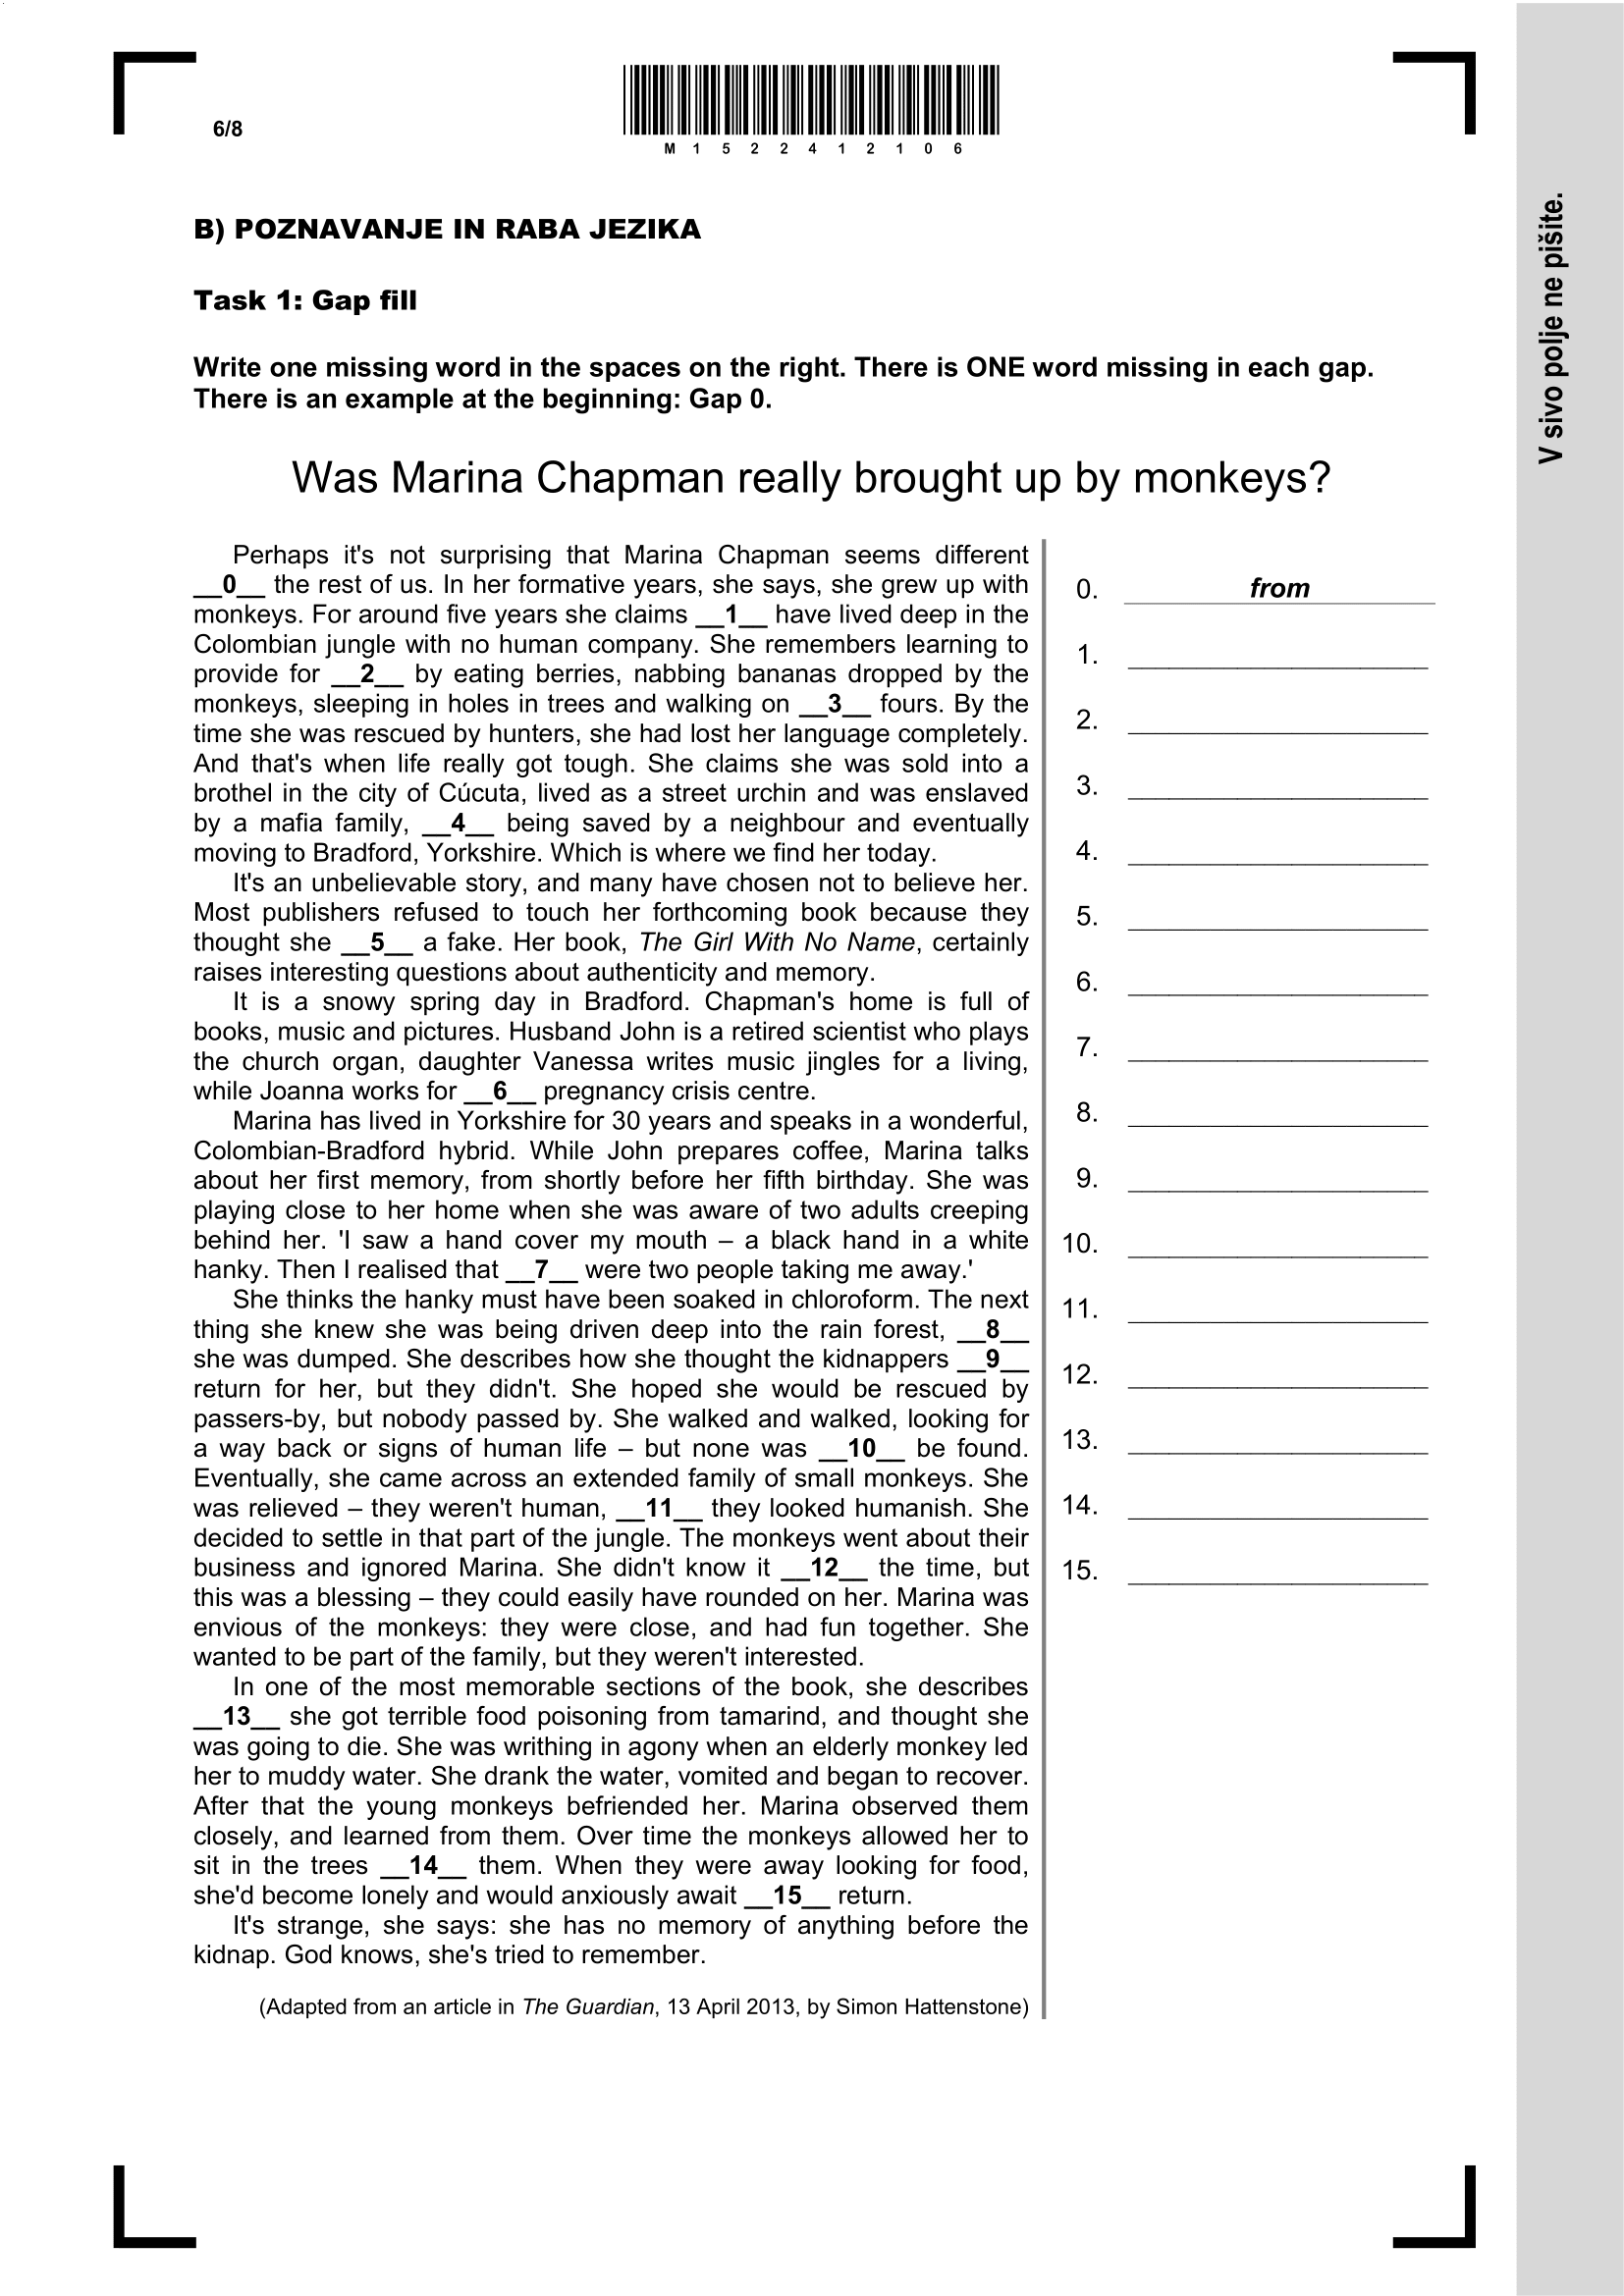 6/8
M 1 5 2 2 4 1 2 1 0 6
V sivo polje ne pišite.
B) POZNAVANJE IN RABA JEZIKA
Task 1: Gap fill
Write one missing word in the spaces on the right. There is ONE word missing in each gap.
There is an example at the beginning: Gap 0.
Was Marina Chapman really brought up by monkeys?
Perhaps it's not surprising that Marina Chapman seems different
__0__ the rest of us. In her formative years, she says, she grew up with
monkeys. For around five years she claims __1__ have lived deep in the
Colombian jungle with no human company. She remembers learning to
provide for __2__ by eating berries, nabbing bananas dropped by the
monkeys, sleeping in holes in trees and walking on __3__ fours. By the
time she was rescued by hunters, she had lost her language completely.
And that's when life really got tough. She claims she was sold into a
brothel in the city of Cúcuta, lived as a street urchin and was enslaved
by a mafia family, __4__ being saved by a neighbour and eventually
moving to Bradford, Yorkshire. Which is where we find her today.
It's an unbelievable story, and many have chosen not to believe her.
Most publishers refused to touch her forthcoming book because they
thought she __5__ a fake. Her book, The Girl With No Name, certainly
raises interesting questions about authenticity and memory.
It is a snowy spring day in Bradford. Chapman's home is full of
books, music and pictures. Husband John is a retired scientist who plays
the church organ, daughter Vanessa writes music jingles for a living,
while Joanna works for __6__ pregnancy crisis centre.
Marina has lived in Yorkshire for 30 years and speaks in a wonderful,
Colombian-Bradford hybrid. While John prepares coffee, Marina talks
about her first memory, from shortly before her fifth birthday. She was
playing close to her home when she was aware of two adults creeping
behind her. 'I saw a hand cover my mouth – a black hand in a white
hanky. Then I realised that __7__ were two people taking me away.'
She thinks the hanky must have been soaked in chloroform. The next
thing she knew she was being driven deep into the rain forest, __8__
she was dumped. She describes how she thought the kidnappers __9__
return for her, but they didn't. She hoped she would be rescued by
passers-by, but nobody passed by. She walked and walked, looking for
a way back or signs of human life – but none was __10__ be found.
Eventually, she came across an extended family of small monkeys. She
was relieved – they weren't human, __11__ they looked humanish. She
decided to settle in that part of the jungle. The monkeys went about their
business and ignored Marina. She didn't know it __12__ the time, but
this was a blessing – they could easily have rounded on her. Marina was
envious of the monkeys: they were close, and had fun together. She
wanted to be part of the family, but they weren't interested.
In one of the most memorable sections of the book, she describes
__13__ she got terrible food poisoning from tamarind, and thought she
was going to die. She was writhing in agony when an elderly monkey led
her to muddy water. She drank the water, vomited and began to recover.
After that the young monkeys befriended her. Marina observed them
closely, and learned from them. Over time the monkeys allowed her to
sit in the trees __14__ them. When they were away looking for food,
she'd become lonely and would anxiously await __15__ return.
It's strange, she says: she has no memory of anything before the
kidnap. God knows, she's tried to remember.
(Adapted from an article in The Guardian, 13 April 2013, by Simon Hattenstone)
0. from
1.
2.
3.
4.
5.
6.
7.
8.
9.
10.
11.
12.
13.
14.
15.